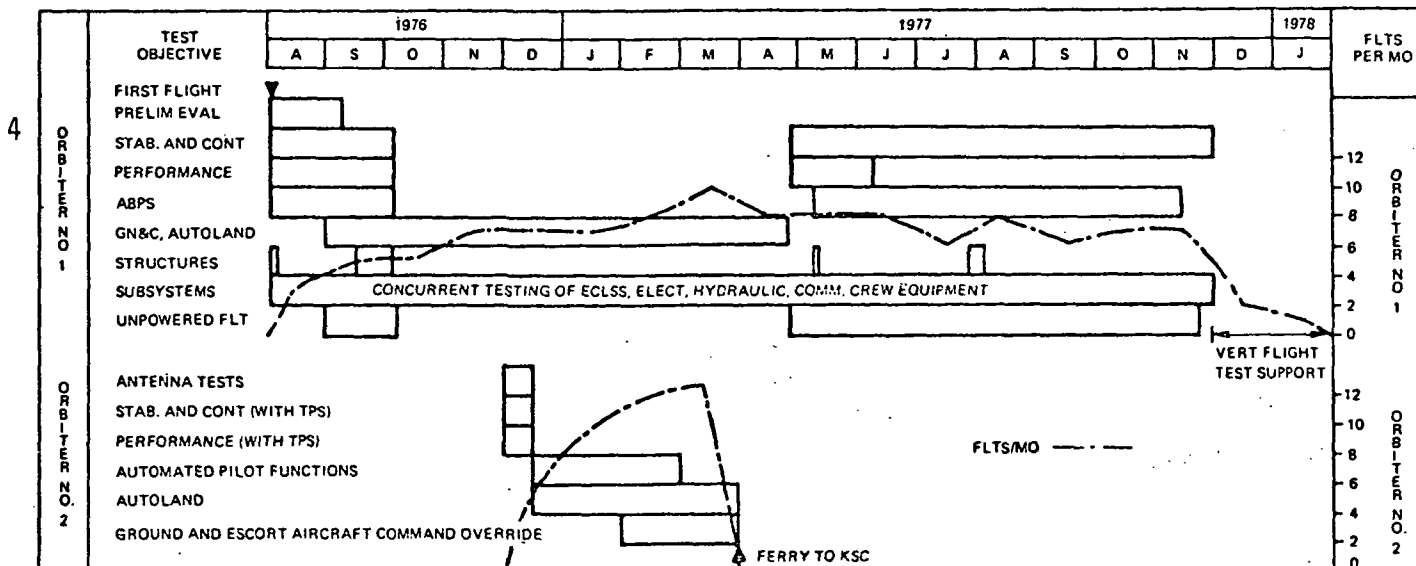 1976 1977 1978
TEST OBJECTIVE A S O N D J F M A M J J A S O N D J FLTS PER MO
4
ORBITER NO 1
FIRST FLIGHT
PRELIM EVAL
STAB. AND CONT
PERFORMANCE
ABPS
GN&C, AUTOLAND
STRUCTURES
SUBSYSTEMS CONCURRENT TESTING OF ECLSS, ELECT, HYDRAULIC, COMM, CREW EQUIPMENT
UNPOWERED FLT
12
10
8
6
4
2
0
ORBITER NO 1
VERT FLIGHT
TEST SUPPORT
ORBITER NO. 2
ANTENNA TESTS
STAB. AND CONT (WITH TPS)
PERFORMANCE (WITH TPS)
AUTOMATED PILOT FUNCTIONS
AUTOLAND
GROUND AND ESCORT AIRCRAFT COMMAND OVERRIDE
FLTS/MO
FERRY TO KSC
12
10
8
6
4
2
0
ORBITER NO. 2